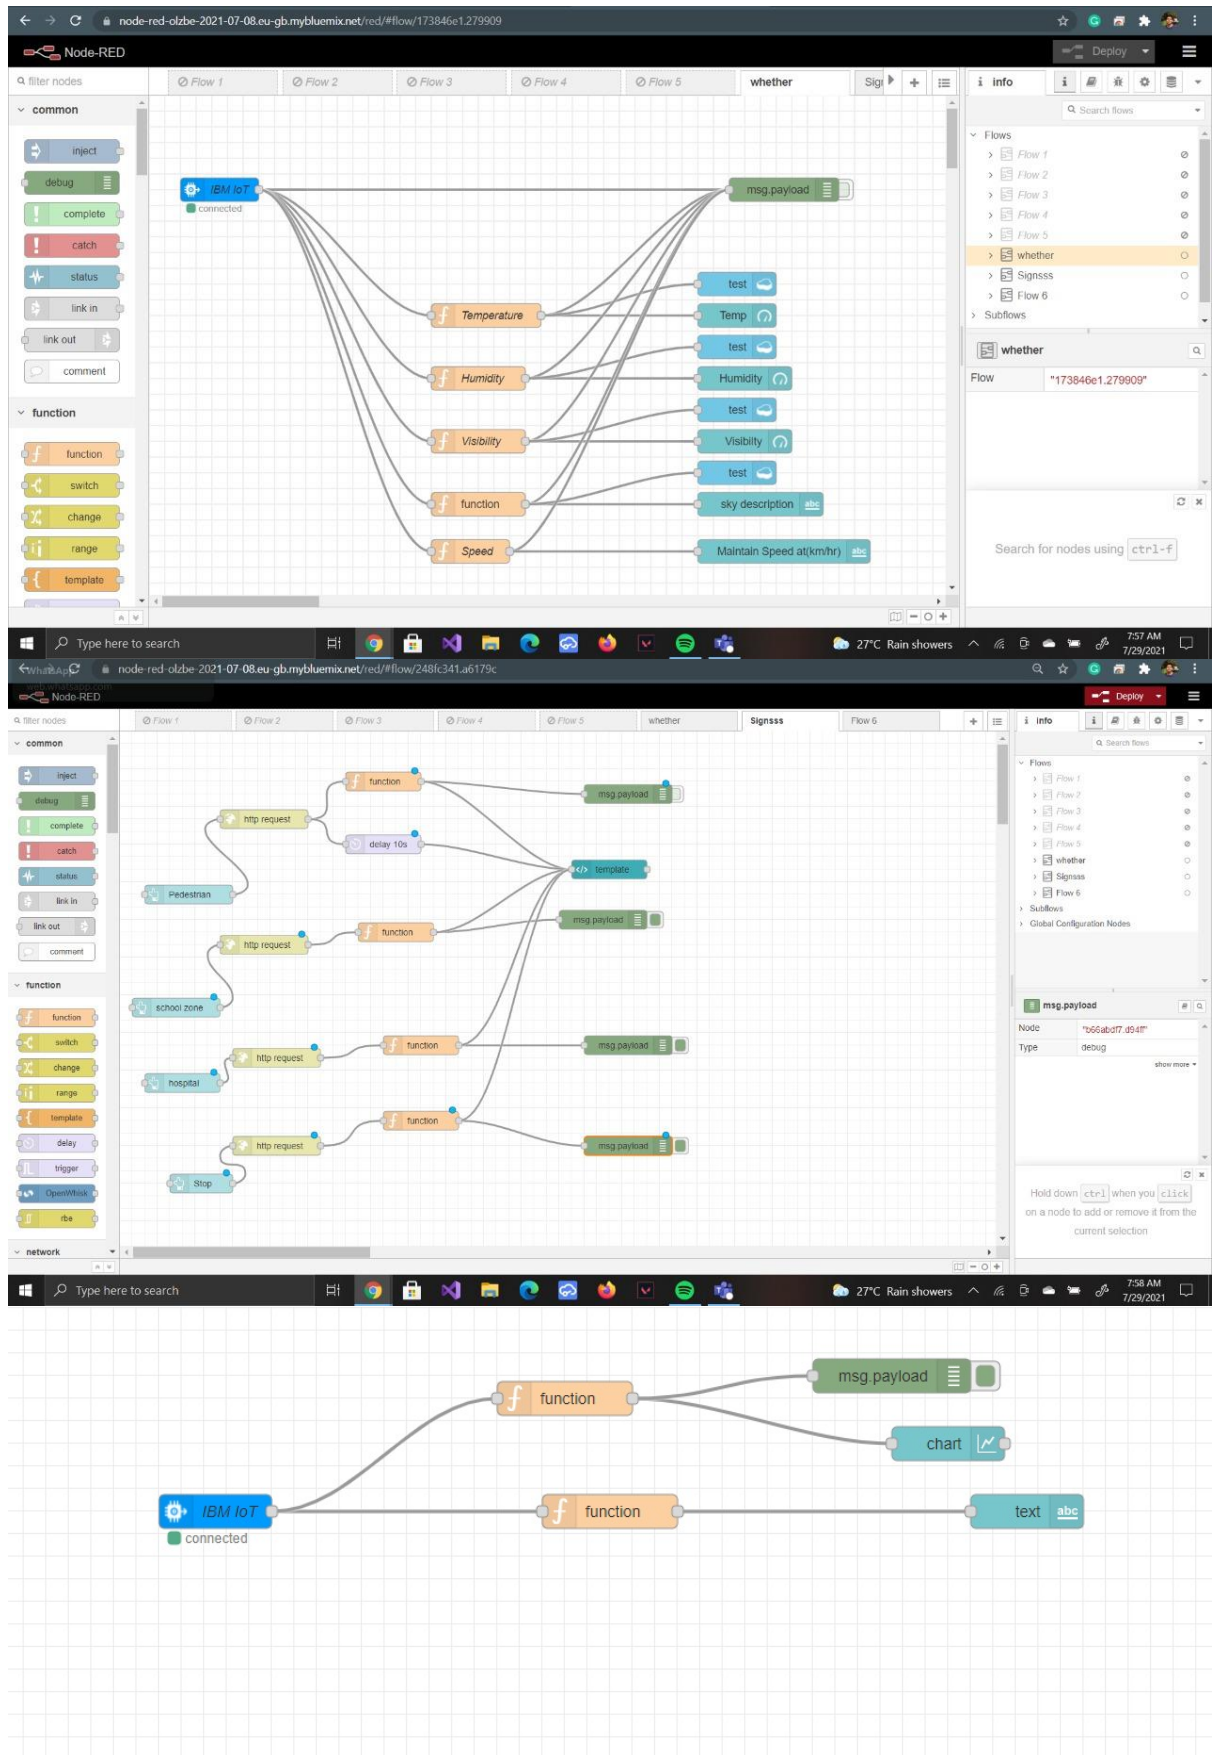 node-red-olzbe-2021-07-08.eu-gb.mybluemix.net/red/#flow/173846e1.279909
Node-RED
Deploy
filter nodes
Flow 1
Flow 2
Flow 3
Flow 4
Flow 5
whether
Sign
i info
common
Search flows
Flows
inject
Flow 1
debug
IBM IoT
msg.payload
Flow 2
connected
Flow 3
complete
Flow 4
catch
Flow 5
whether
status
test
Signsss
Flow 6
link in
Temperature
Temp
Subflows
link out
test
whether
comment
Humidity
Humidity
Flow
"173846e1.279909"
function
test
Visibility
Visibilty
function
test
switch
function
sky description
abc
change
range
Speed
Maintain Speed at(km/hr)
abc
Search for nodes using ctrl-f
template
Type here to search
27°C Rain showers
7:57 AM
7/29/2021
WhatsApp
node-red-olzbe-2021-07-08.eu-gb.mybluemix.net/red/#flow/248fc341.a6179c
web.whatsapp.com
Node-RED
Deploy
filter nodes
Flow 1
Flow 2
Flow 3
Flow 4
Flow 5
whether
Signsss
Flow 6
i info
common
Search flows
Flows
inject
function
Flow 1
debug
msg.payload
Flow 2
complete
http request
Flow 3
Flow 4
catch
delay 10s
Flow 5
whether
status
template
Signsss
link in
Pedestrian
Flow 6
Subflows
link out
msg.payload
Global Configuration Nodes
function
comment
http request
function
school zone
msg.payload
function
Node
"b66abdf7.d94ff"
switch
function
msg.payload
Type
debug
change
http request
show more
hospital
range
template
function
delay
http request
msg.payload
trigger
Stop
OpenWhisk
Hold down ctrl when you click
rbe
on a node to add or remove it from the
current selection
network
Type here to search
27°C Rain showers
7:58 AM
7/29/2021
msg.payload
function
chart
IBM IoT
function
text
abc
connected